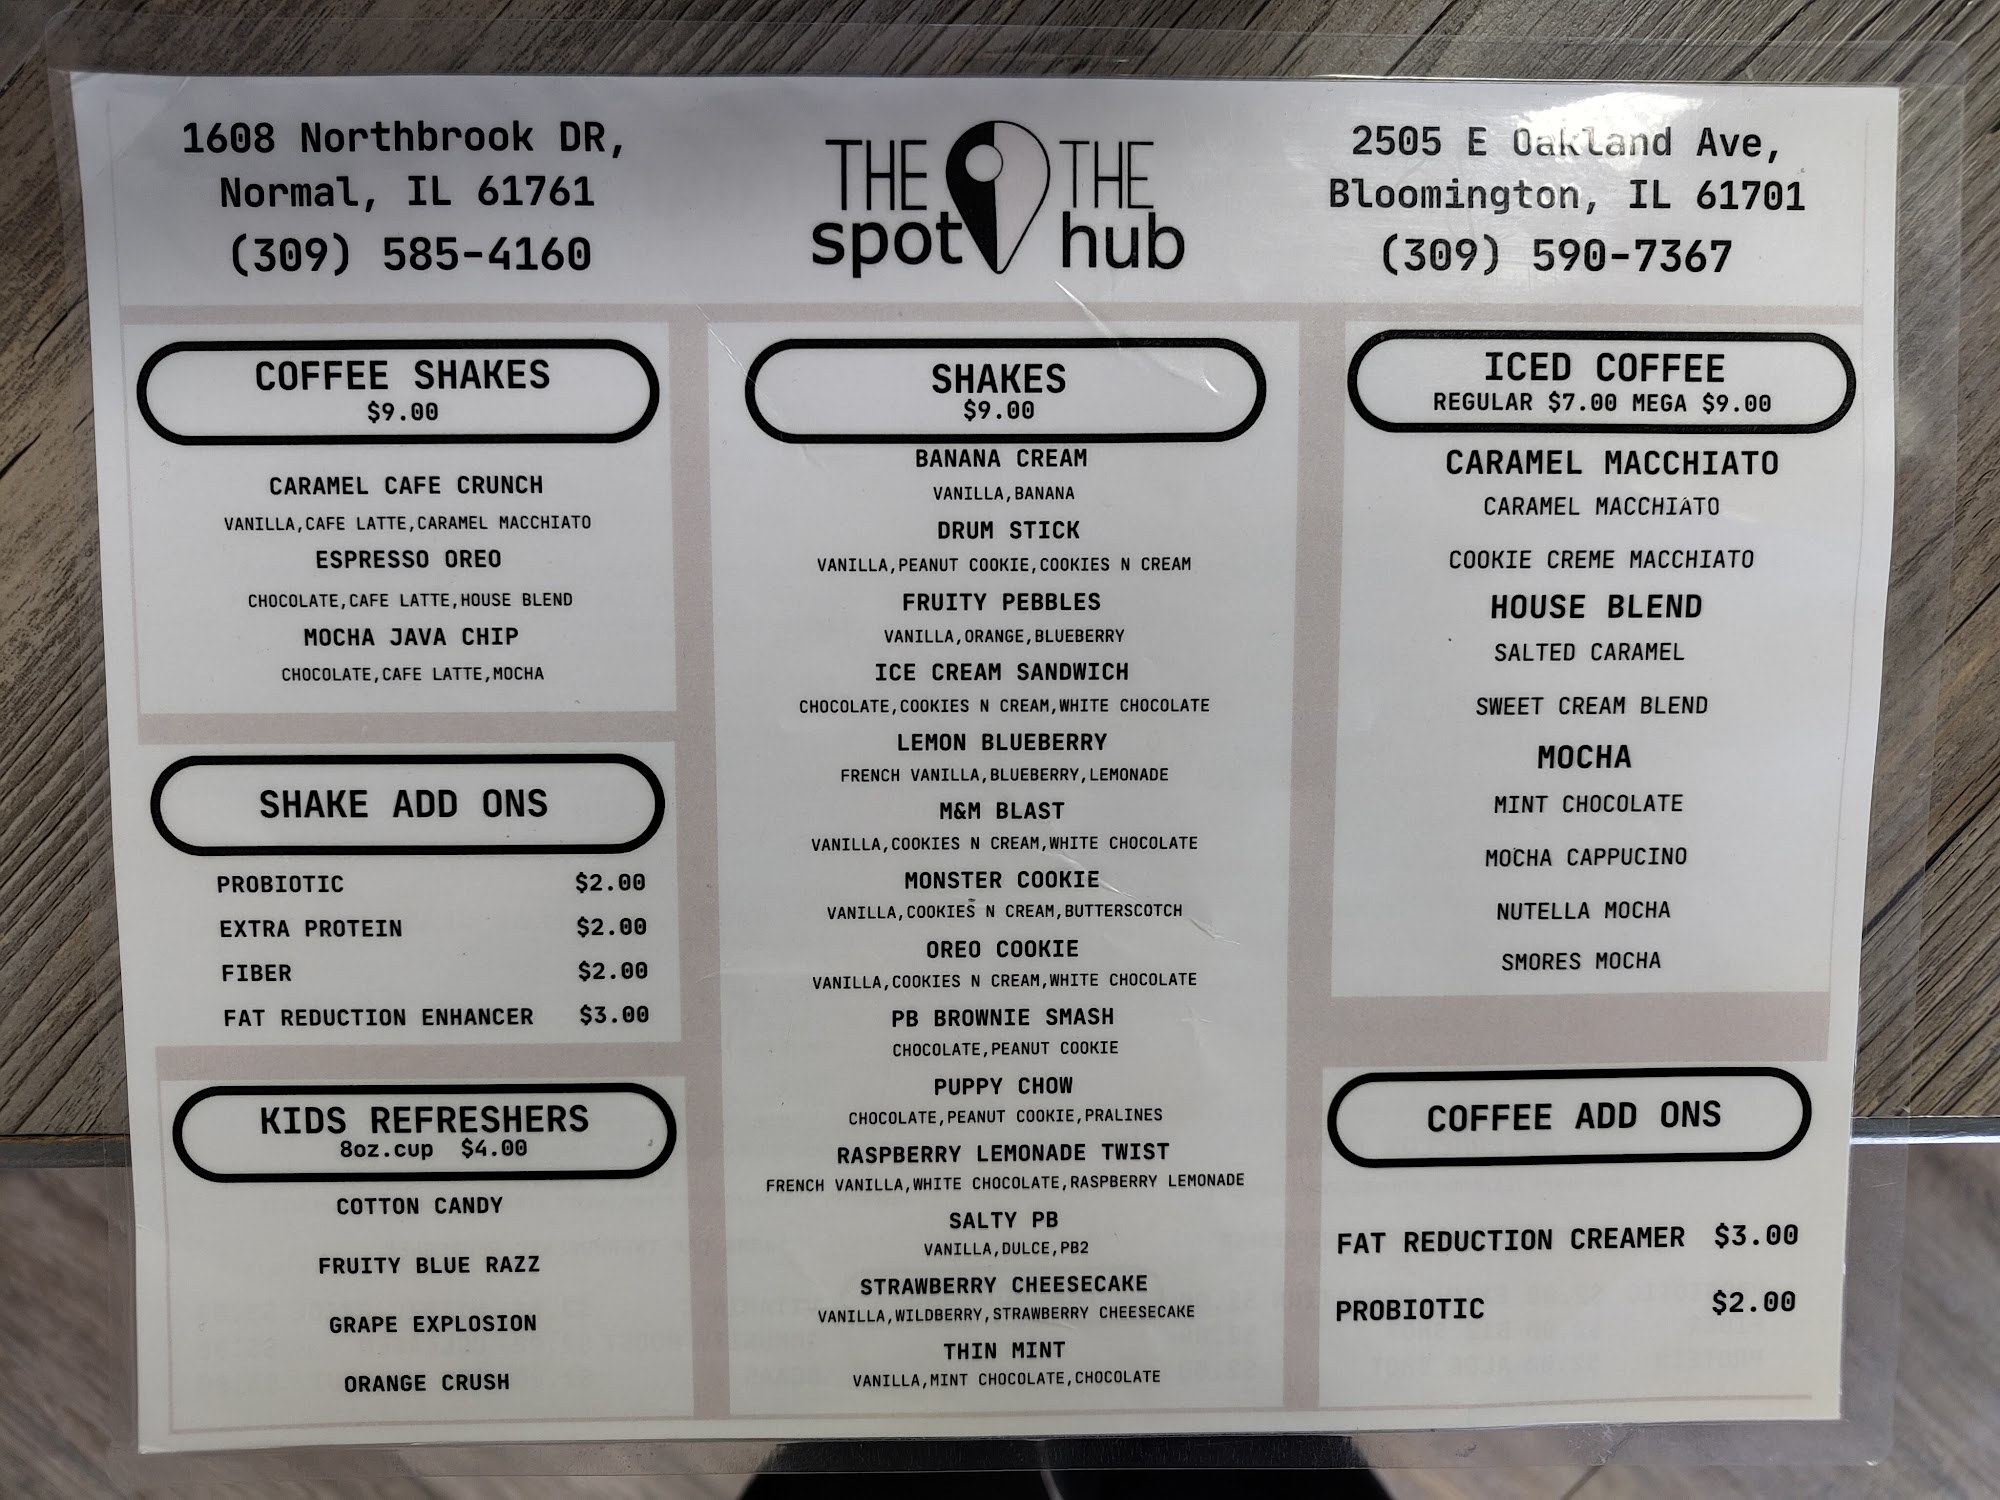 1608 Northbrook DR,
Normal, IL 61761
(309) 585-4160
THE THE
spot hub
2505 E Oakland Ave,
Bloomington, IL 61701
(309) 590-7367
COFFEE SHAKES
$9.00
CARAMEL CAFE CRUNCH
VANILLA,CAFE LATTE,CARAMEL MACCHIATO
ESPRESSO OREO
CHOCOLATE,CAFE LATTE,HOUSE BLEND
MOCHA JAVA CHIP
CHOCOLATE,CAFE LATTE,MOCHA
SHAKE ADD ONS
PROBIOTIC $2.00
EXTRA PROTEIN $2.00
FIBER $2.00
FAT REDUCTION ENHANCER $3.00
KIDS REFRESHERS
8oz.cup $4.00
COTTON CANDY
FRUITY BLUE RAZZ
GRAPE EXPLOSION
ORANGE CRUSH
SHAKES
$9.00
BANANA CREAM
VANILLA,BANANA
DRUM STICK
VANILLA,PEANUT COOKIE,COOKIES N CREAM
FRUITY PEBBLES
VANILLA,ORANGE,BLUEBERRY
ICE CREAM SANDWICH
CHOCOLATE,COOKIES N CREAM,WHITE CHOCOLATE
LEMON BLUEBERRY
FRENCH VANILLA,BLUEBERRY,LEMONADE
M&M BLAST
VANILLA,COOKIES N CREAM,WHITE CHOCOLATE
MONSTER COOKIE
VANILLA,COOKIES N CREAM,BUTTERSCOTCH
OREO COOKIE
VANILLA,COOKIES N CREAM,WHITE CHOCOLATE
PB BROWNIE SMASH
CHOCOLATE,PEANUT COOKIE
PUPPY CHOW
CHOCOLATE,PEANUT COOKIE,PRALINES
RASPBERRY LEMONADE TWIST
FRENCH VANILLA,WHITE CHOCOLATE,RASPBERRY LEMONADE
SALTY PB
VANILLA,DULCE,PB2
STRAWBERRY CHEESECAKE
VANILLA,WILDBERRY,STRAWBERRY CHEESECAKE
THIN MINT
VANILLA,MINT CHOCOLATE,CHOCOLATE
ICED COFFEE
REGULAR $7.00 MEGA $9.00
CARAMEL MACCHIATO
CARAMEL MACCHIATO
COOKIE CREME MACCHIATO
HOUSE BLEND
SALTED CARAMEL
SWEET CREAM BLEND
MOCHA
MINT CHOCOLATE
MOCHA CAPPUCINO
NUTELLA MOCHA
SMORES MOCHA
COFFEE ADD ONS
FAT REDUCTION CREAMER $3.00
PROBIOTIC $2.00